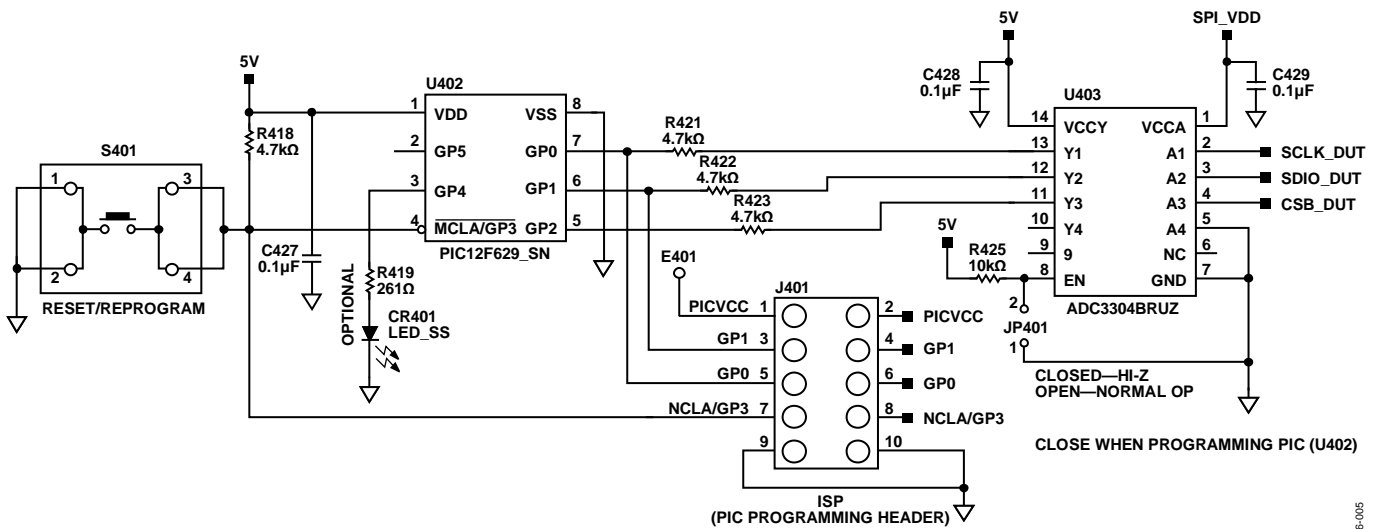 5V
SPI_VDD
C428
0.1µF
C429
0.1µF
5V
U402
U403
1 VDD VSS 8
2 GP5 GP0 7
3 GP4 GP1 6
4 MCLA/GP3 GP2 5
PIC12F629_SN
R418
4.7kΩ
S401
1 3
2 4
RESET/REPROGRAM
C427
0.1µF
R421
4.7kΩ
R422
4.7kΩ
R423
4.7kΩ
14 VCCY VCCA 1
13 Y1 A1 2 SCLK_DUT
12 Y2 A2 3 SDIO_DUT
11 Y3 A3 4 CSB_DUT
10 Y4 A4 5
9 9 NC 6
8 EN GND 7
ADC3304BRUZ
5V
R425
10kΩ
2
JP401
1
CLOSED—HI-Z
OPEN—NORMAL OP
CLOSE WHEN PROGRAMMING PIC (U402)
OPTIONAL
R419
261Ω
CR401
LED_SS
E401
J401
PICVCC 1 2 PICVCC
GP1 3 4 GP1
GP0 5 6 GP0
NCLA/GP3 7 8 NCLA/GP3
9 10
ISP
(PIC PROGRAMMING HEADER)
6-005